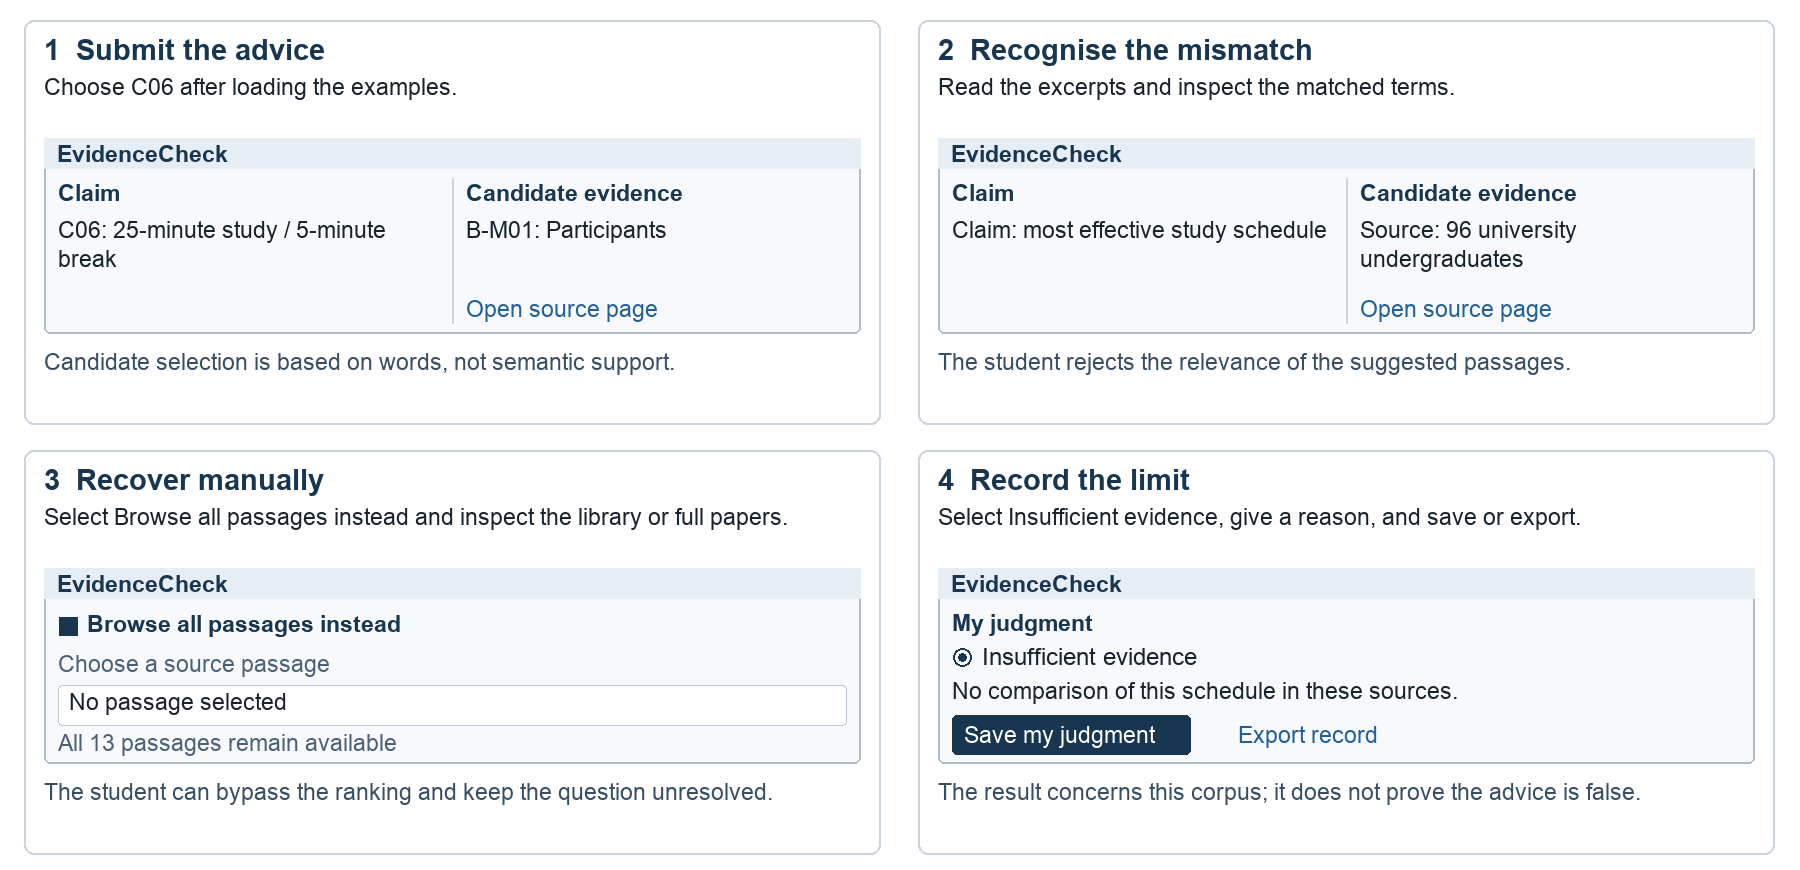 1 Submit the advice
Choose C06 after loading the examples.
EvidenceCheck
Claim
C06: 25-minute study / 5-minute
break
Candidate evidence
B-M01: Participants
Open source page
Candidate selection is based on words, not semantic support.
2 Recognise the mismatch
Read the excerpts and inspect the matched terms.
EvidenceCheck
Claim
Claim: most effective study schedule
Candidate evidence
Source: 96 university
undergraduates
Open source page
The student rejects the relevance of the suggested passages.
3 Recover manually
Select Browse all passages instead and inspect the library or full papers.
EvidenceCheck
Browse all passages instead
Choose a source passage
No passage selected
All 13 passages remain available
The student can bypass the ranking and keep the question unresolved.
4 Record the limit
Select Insufficient evidence, give a reason, and save or export.
EvidenceCheck
My judgment
Insufficient evidence
No comparison of this schedule in these sources.
Save my judgment
Export record
The result concerns this corpus; it does not prove the advice is false.